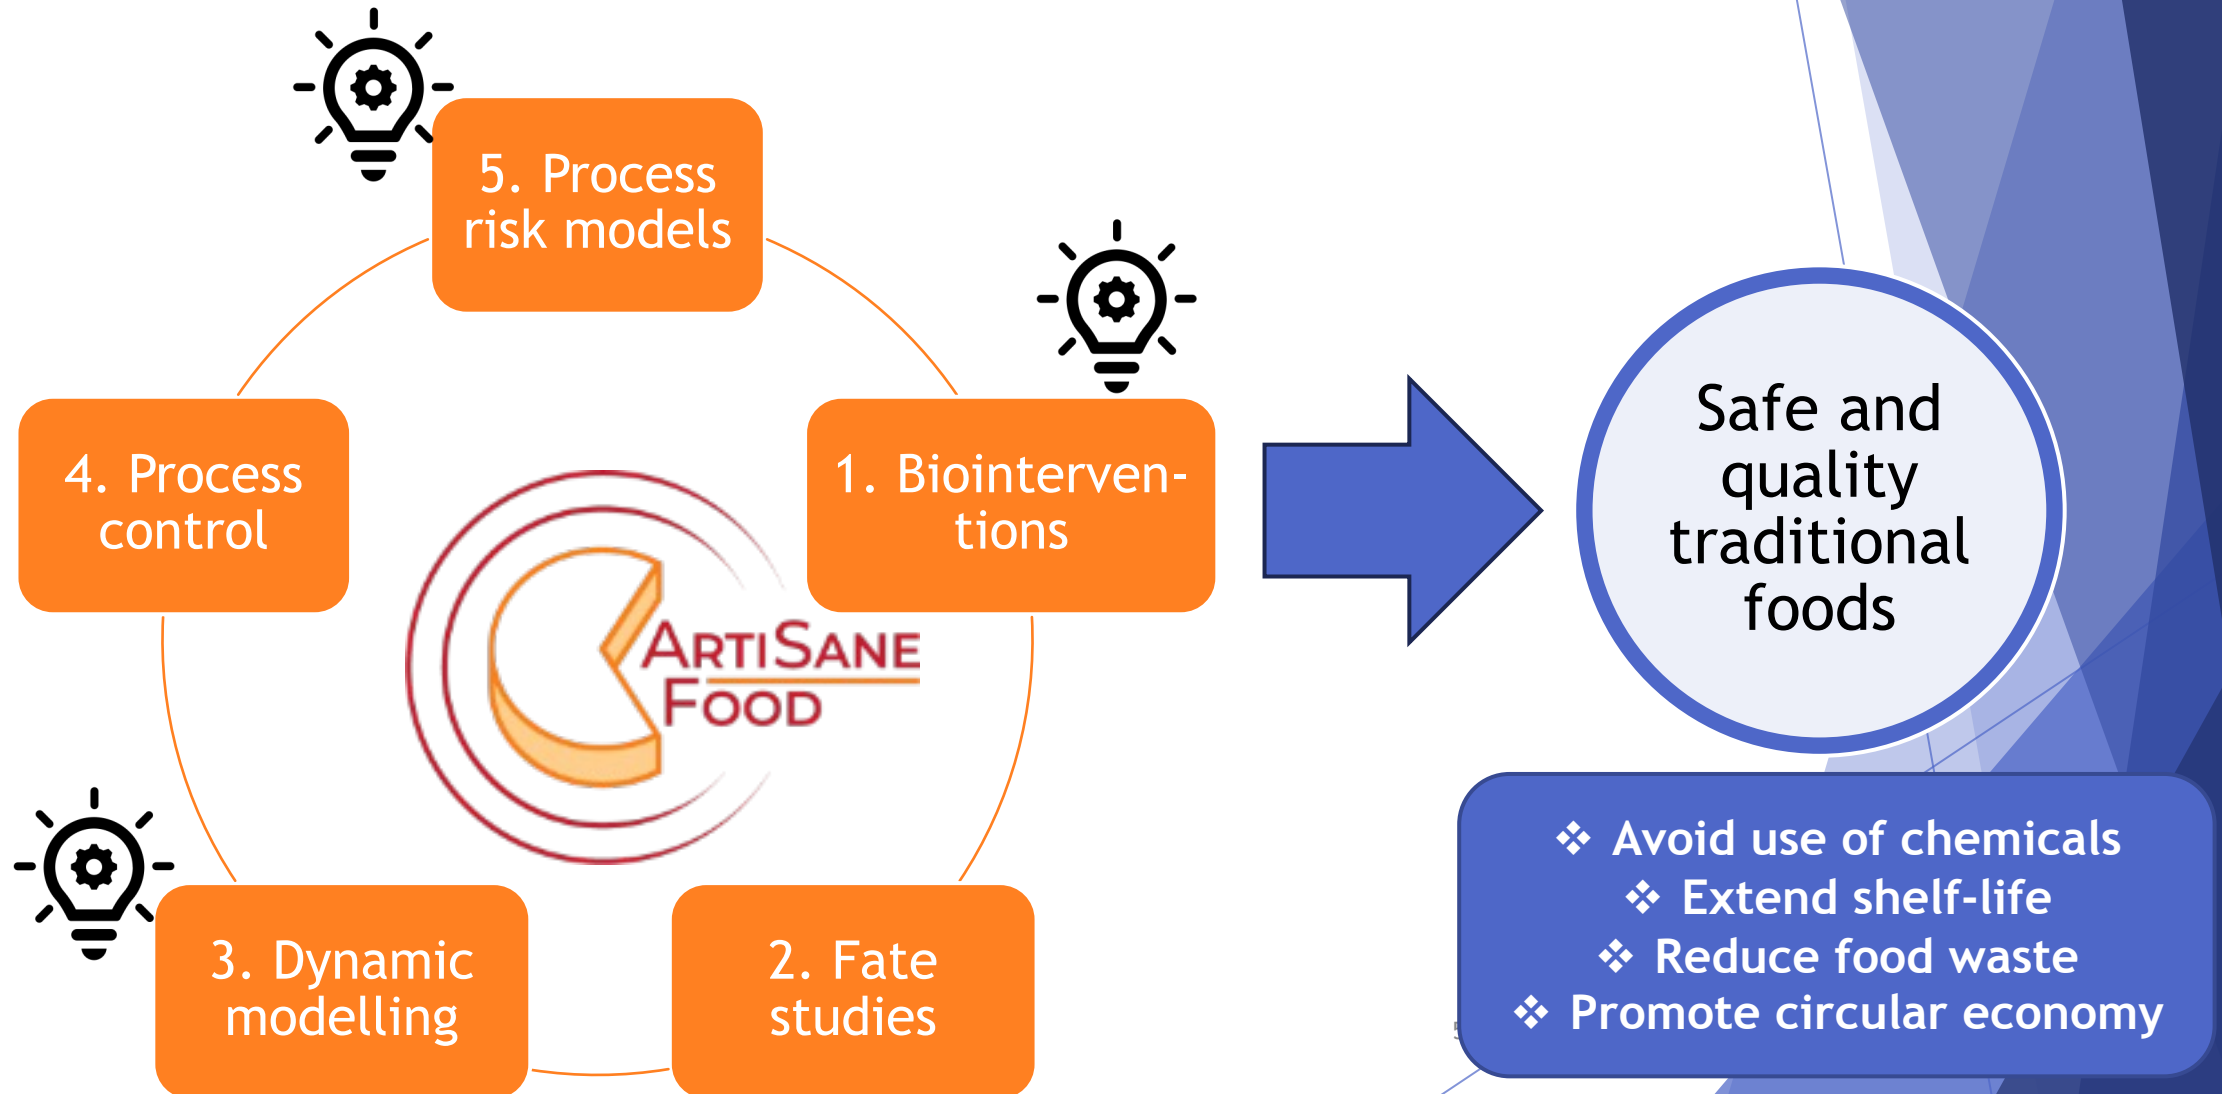 5. Process
risk models
1. Biointerven-
tions
2. Fate
studies
3. Dynamic
modelling
4. Process
control
ARTISANE
FOOD
Safe and
quality
traditional
foods
❖ Avoid use of chemicals
❖ Extend shelf-life
❖ Reduce food waste
❖ Promote circular economy